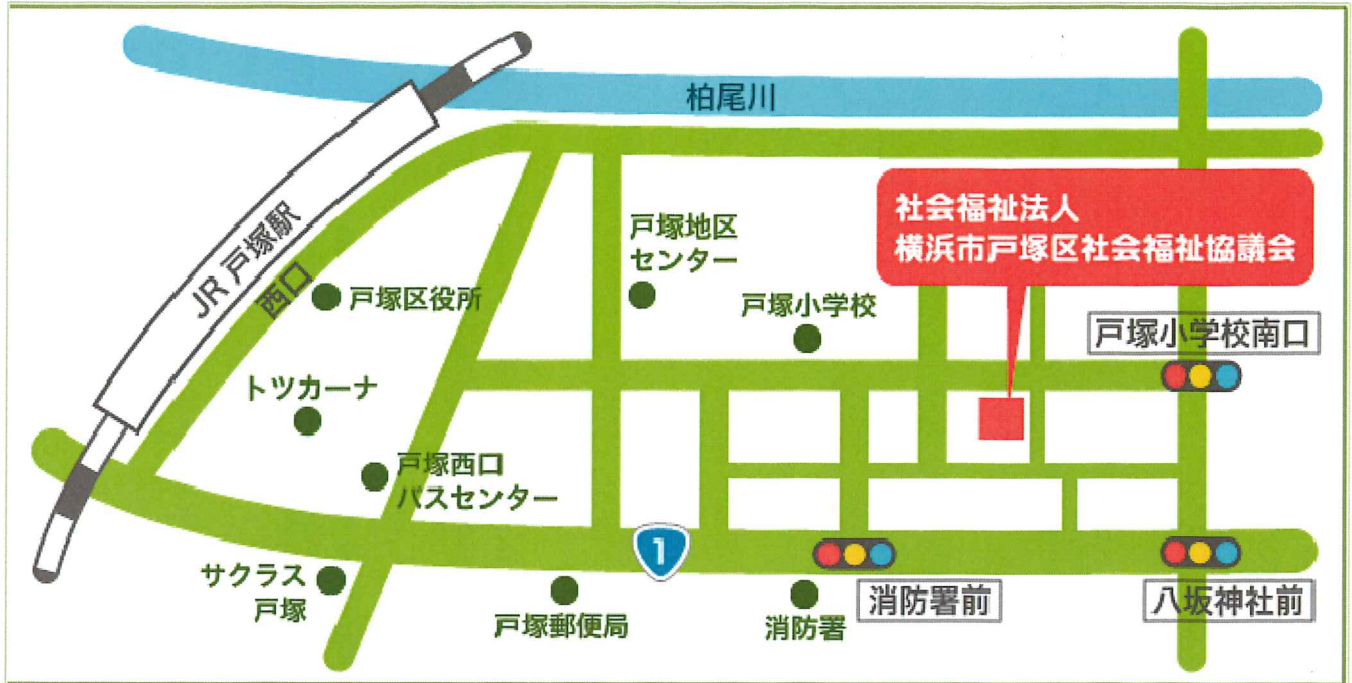 柏尾川
社会福祉法人
横浜市戸塚区社会福祉協議会
戸塚地区
センター
JR 戸塚駅
西口
戸塚区役所
戸塚小学校
戸塚小学校南口
トツカーナ
戸塚西口
バスセンター
1
サクラス
戸塚
戸塚郵便局
消防署
消防署前
八坂神社前